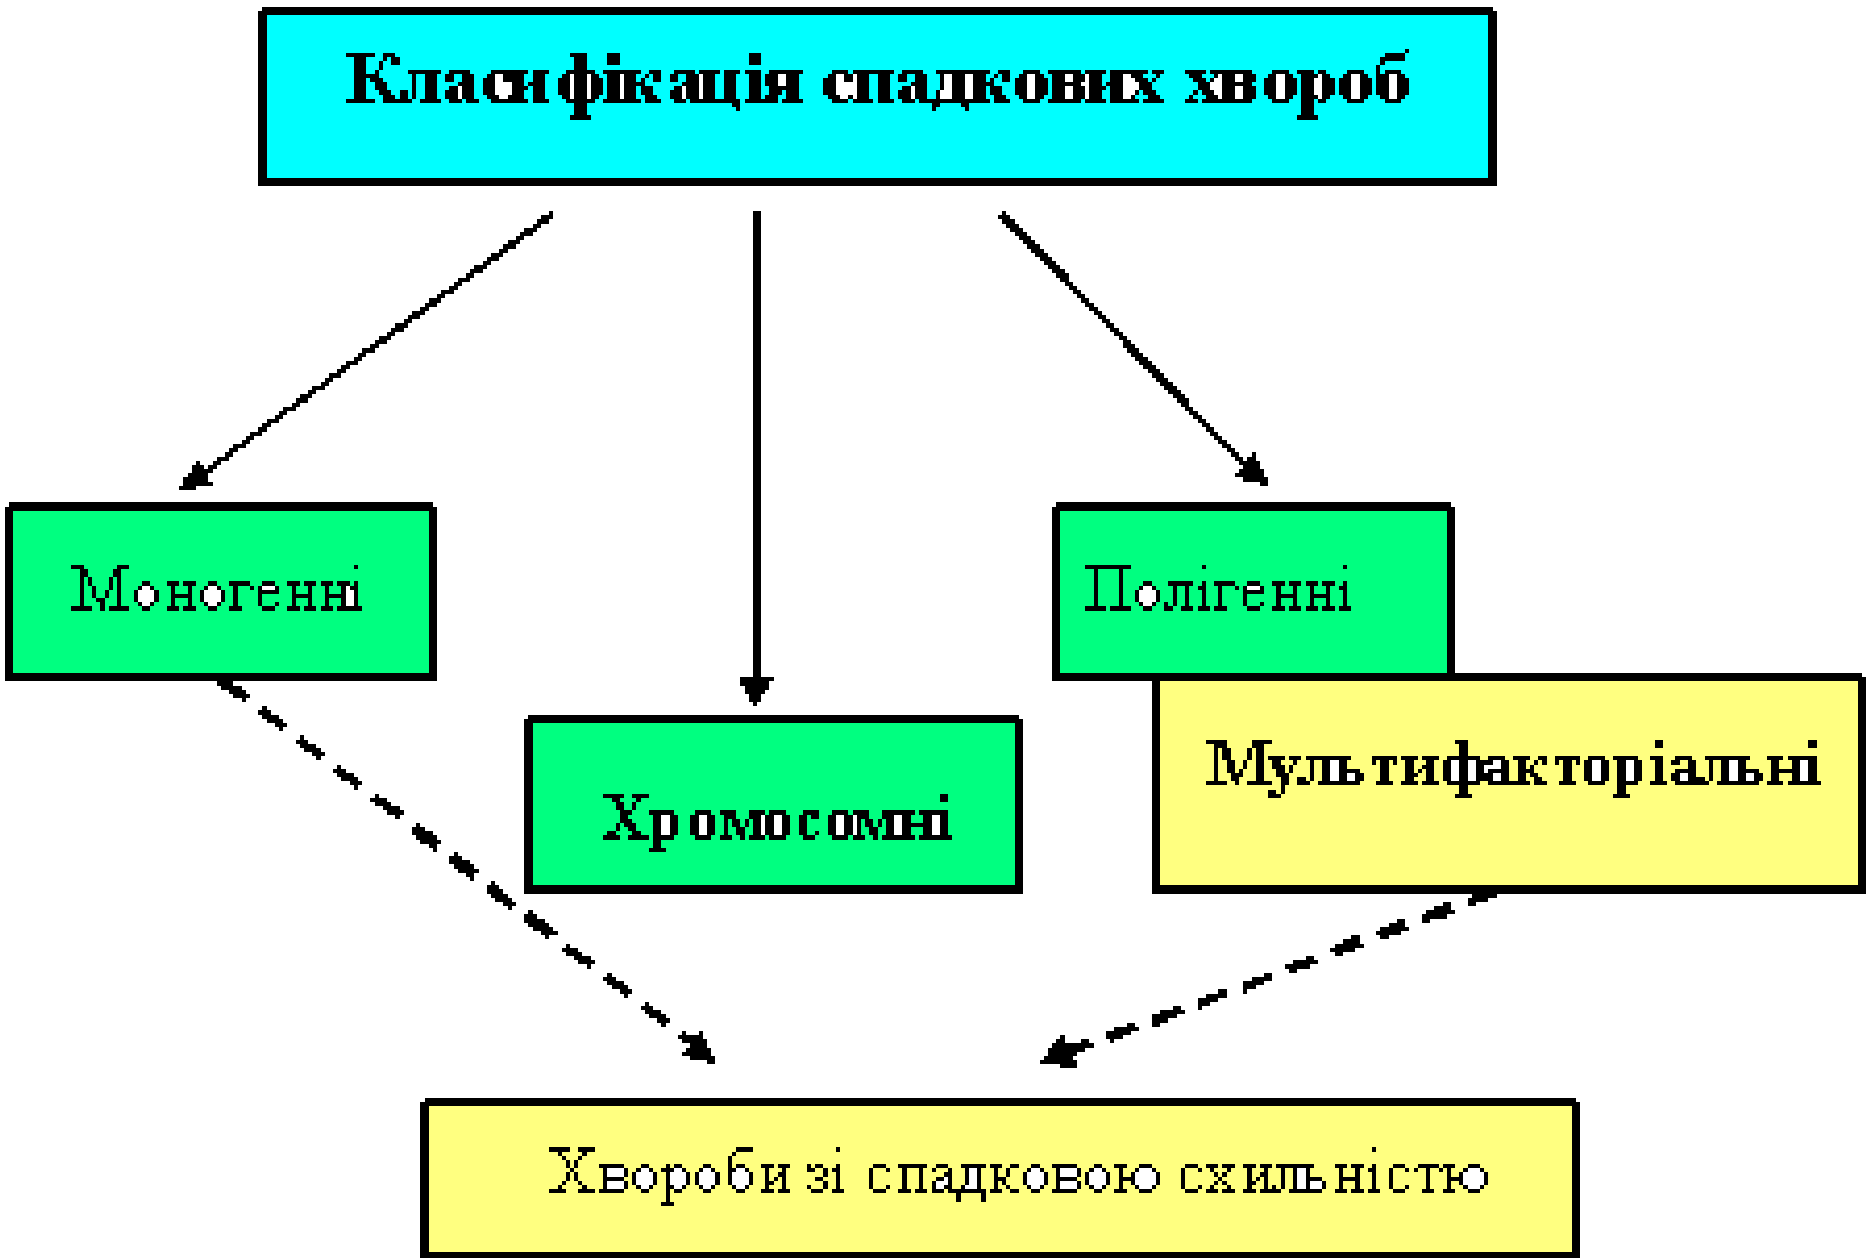 Класифікація спадкових хвороб
Моногенні
Полігенні
Хромосомні
Мультифакторіальні
Хвороби зі спадковою схильністю